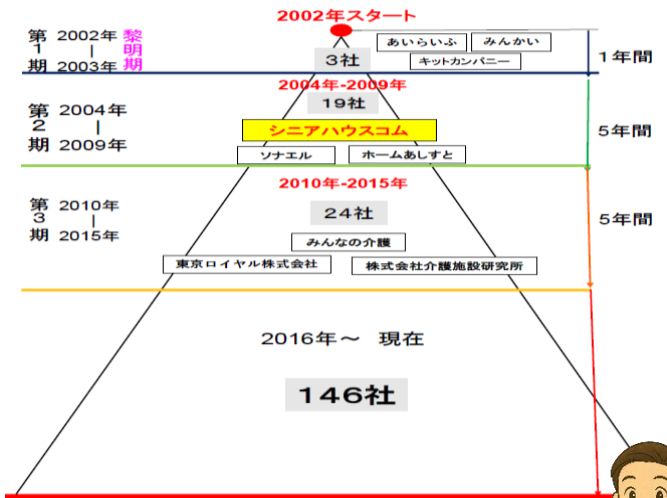 2002年スタート
第1期 2002年 | 2003年 黎明期
あいらいふ
みんかい
キットカンパニー
3社
1年間
2004年-2009年
19社
第2期 2004年 | 2009年
シニアハウスコム
ソナエル
ホームあしすと
5年間
2010年-2015年
第3期 2010年 | 2015年
24社
みんなの介護
東京ロイヤル株式会社
株式会社介護施設研究所
5年間
2016年～ 現在
146社